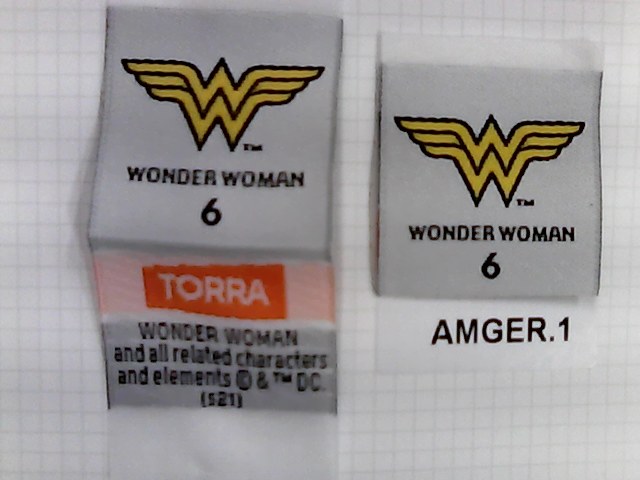 WONDER WOMAN
6
TORRA
WONDER WOMAN
and all related characters
and elements © & ™ DC.
(s21)
WONDER WOMAN
6
AMGER.1